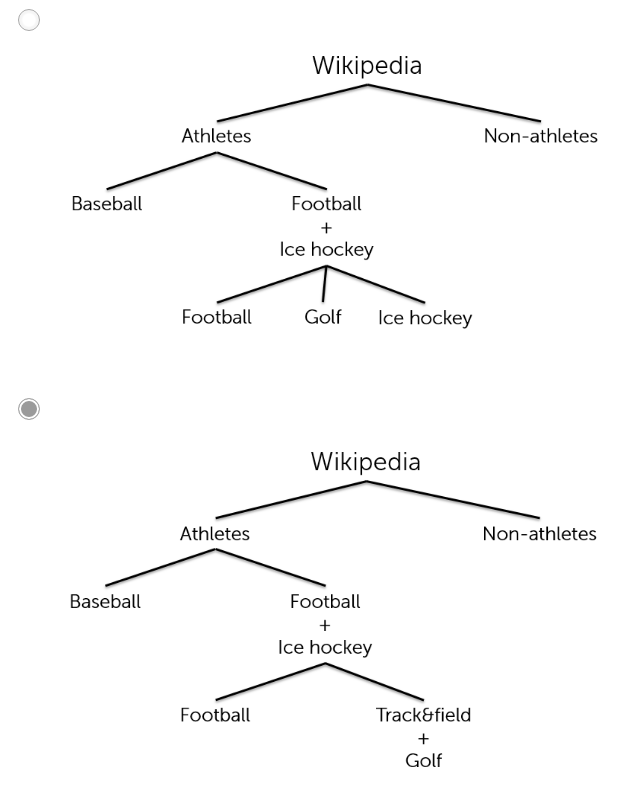 Wikipedia
Athletes Non-athletes
Baseball Football
+
Ice hockey
Football Golf Ice hockey
Wikipedia
Athletes Non-athletes
Baseball Football
+
Ice hockey
Football Track&field
+
Golf